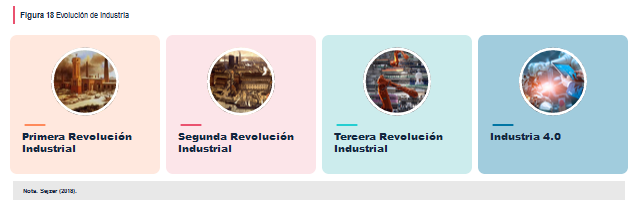 Figura 18 Evolución de Industria
Primera Revolución
Industrial
Segunda Revolución
Industrial
Tercera Revolución
Industrial
Industria 4.0
Nota. Sejzer (2018).